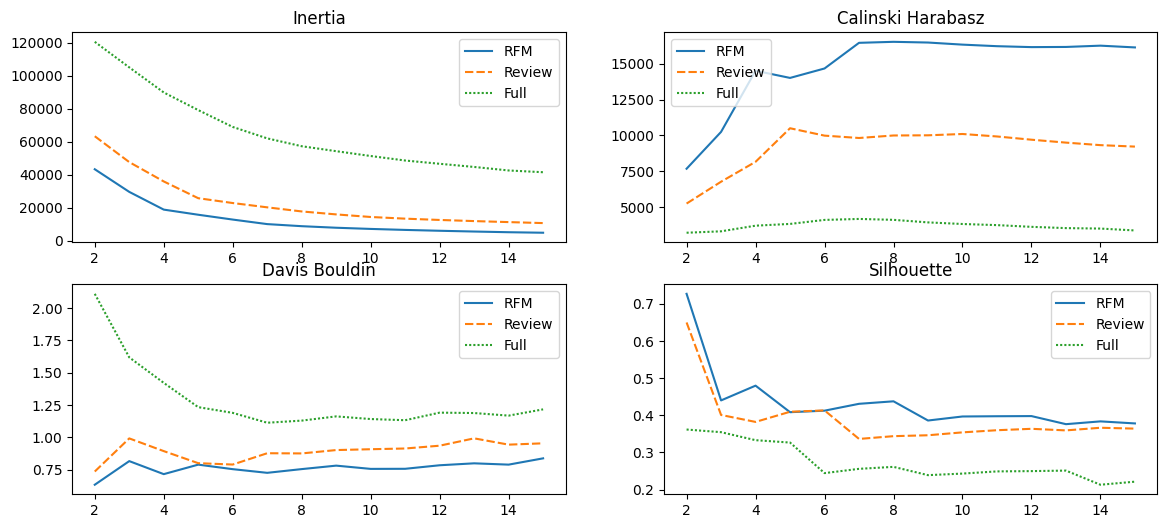 Inertia
120000
100000
80000
60000
40000
20000
0
2 4 6 8 10 12 14
RFM
Review
Full
Calinski Harabasz
15000
12500
10000
7500
5000
2 4 6 8 10 12 14
RFM
Review
Full
Davis Bouldin
2.00
1.75
1.50
1.25
1.00
0.75
2 4 6 8 10 12 14
RFM
Review
Full
Silhouette
0.7
0.6
0.5
0.4
0.3
0.2
2 4 6 8 10 12 14
RFM
Review
Full